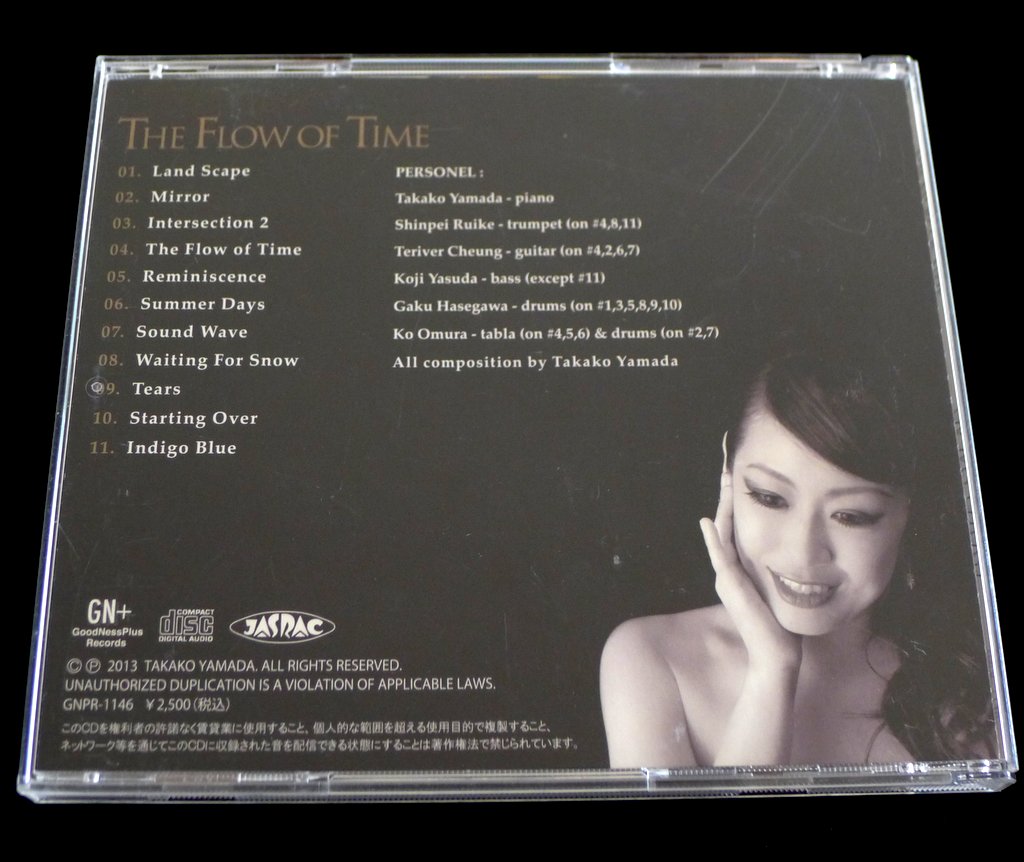 THE FLOW OF TIME
01. Land Scape
02. Mirror
03. Intersection 2
04. The Flow of Time
05. Reminiscence
06. Summer Days
07. Sound Wave
08. Waiting For Snow
09. Tears
10. Starting Over
11. Indigo Blue
PERSONEL :
Takako Yamada - piano
Shinpei Ruike - trumpet (on #4,8,11)
Teriver Cheung - guitar (on #4,2,6,7)
Koji Yasuda - bass (except #11)
Gaku Hasegawa - drums (on #1,3,5,8,9,10)
Ko Omura - tabla (on #4,5,6) & drums (on #2,7)
All composition by Takako Yamada
GN+
GoodNessPlus
Records
COMPACT
disc
DIGITAL AUDIO
JASRAC
© ℗ 2013 TAKAKO YAMADA. ALL RIGHTS RESERVED.
UNAUTHORIZED DUPLICATION IS A VIOLATION OF APPLICABLE LAWS.
GNPR-1146 ￥2,500(税込)
このCDを権利者の許諾なく賃貸業に使用すること、個人的な範囲を超える使用目的で複製すること、
ネットワーク等を通じてこのCDに収録された音を配信できる状態にすることは著作権法で禁じられています。